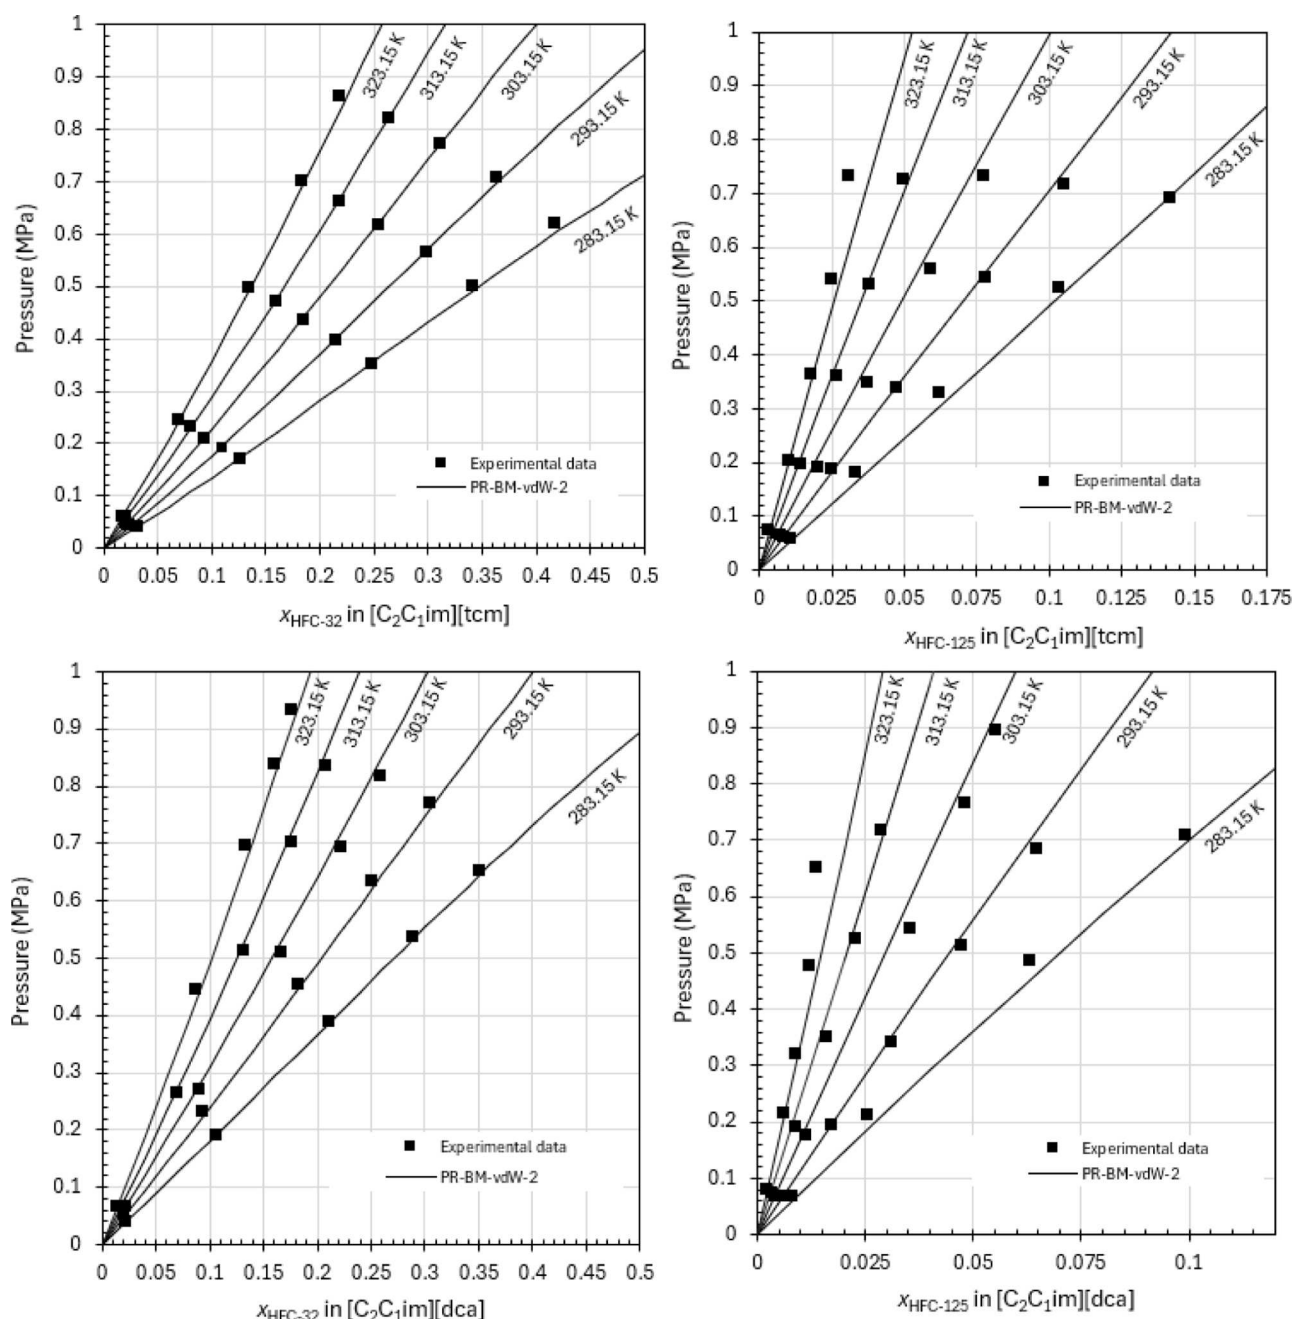 1
0.9
0.8
0.7
0.6
0.5
0.4
0.3
0.2
0.1
0
Pressure (MPa)
323.15 K
313.15 K
303.15 K
293.15 K
283.15 K
Experimental data
PR-BM-vdW-2
0 0.05 0.1 0.15 0.2 0.25 0.3 0.35 0.4 0.45 0.5
x_HFC-32 in [C₂C₁im][tcm]
1
0.9
0.8
0.7
0.6
0.5
0.4
0.3
0.2
0.1
0
Pressure (MPa)
323.15 K
313.15 K
303.15 K
293.15 K
283.15 K
Experimental data
PR-BM-vdW-2
0 0.025 0.05 0.075 0.1 0.125 0.15 0.175
x_HFC-125 in [C₂C₁im][tcm]
1
0.9
0.8
0.7
0.6
0.5
0.4
0.3
0.2
0.1
0
Pressure (MPa)
323.15 K
313.15 K
303.15 K
293.15 K
283.15 K
Experimental data
PR-BM-vdW-2
0 0.05 0.1 0.15 0.2 0.25 0.3 0.35 0.4 0.45 0.5
x_HFC-32 in [C₂C₁im][dca]
1
0.9
0.8
0.7
0.6
0.5
0.4
0.3
0.2
0.1
0
Pressure (MPa)
323.15 K
313.15 K
303.15 K
293.15 K
283.15 K
Experimental data
PR-BM-vdW-2
0 0.025 0.05 0.075 0.1
x_HFC-125 in [C₂C₁im][dca]